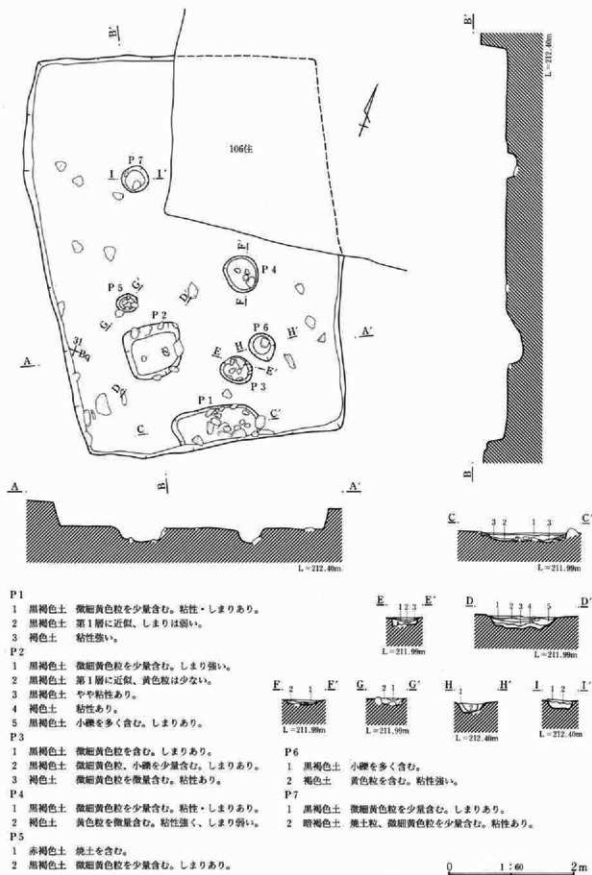 B′
B′
L=212.40m
106住
P 7
I
I′
F′
P 4
F
P 5
G′
G
D′
P 2
H′
P 6
H
A′
31
A
E
E′
P 3
D
P 1
C′
C
B
B
A
A′
L=212.40m
C
C′
3 2 1 3
L=211.99m
E
E′
1 2 3
L=211.99m
D
D′
1 2 3 4 5
L=211.99m
F
F′
2 1
L=211.99m
G
G′
2 1
L=211.99m
H
H′
1
L=212.40m
I
I′
1 2
L=212.40m
P 1
1 黒褐色土 微細黄色粒を少量含む。粘性・しまりあり。
2 黒褐色土 第1層に近似、しまりは弱い。
3 褐色土 粘性強い。
P 2
1 黒褐色土 微細黄色粒を少量含む。しまり強い。
2 黒褐色土 第1層に近似、黄色粒は少ない。
3 黒褐色土 やや粘性あり。
4 褐色土 粘性あり。
5 黒褐色土 小礫を多く含む。しまりあり。
P 3
1 黒褐色土 微細黄色粒を含む。しまりあり。
2 黒褐色土 微細黄色粒、小礫を少量含む。しまりあり。
3 褐色土 微細黄色粒を微量含む。粘性あり。
P 4
1 黒褐色土 微細黄色粒を少量含む。粘性・しまりあり。
2 褐色土 黄色粒を微量含む。粘性強く、しまり弱い。
P 5
1 赤褐色土 焼土を含む。
2 黒褐色土 微細黄色粒を少量含む。しまりあり。
P 6
1 黒褐色土 小礫を多く含む。
2 褐色土 黄色粒を含む。粘性強い。
P 7
1 黒褐色土 微細黄色粒を少量含む。しまりあり。
2 暗褐色土 焼土粒、微細黄色粒を少量含む。粘性あり。
0 1:60 2m